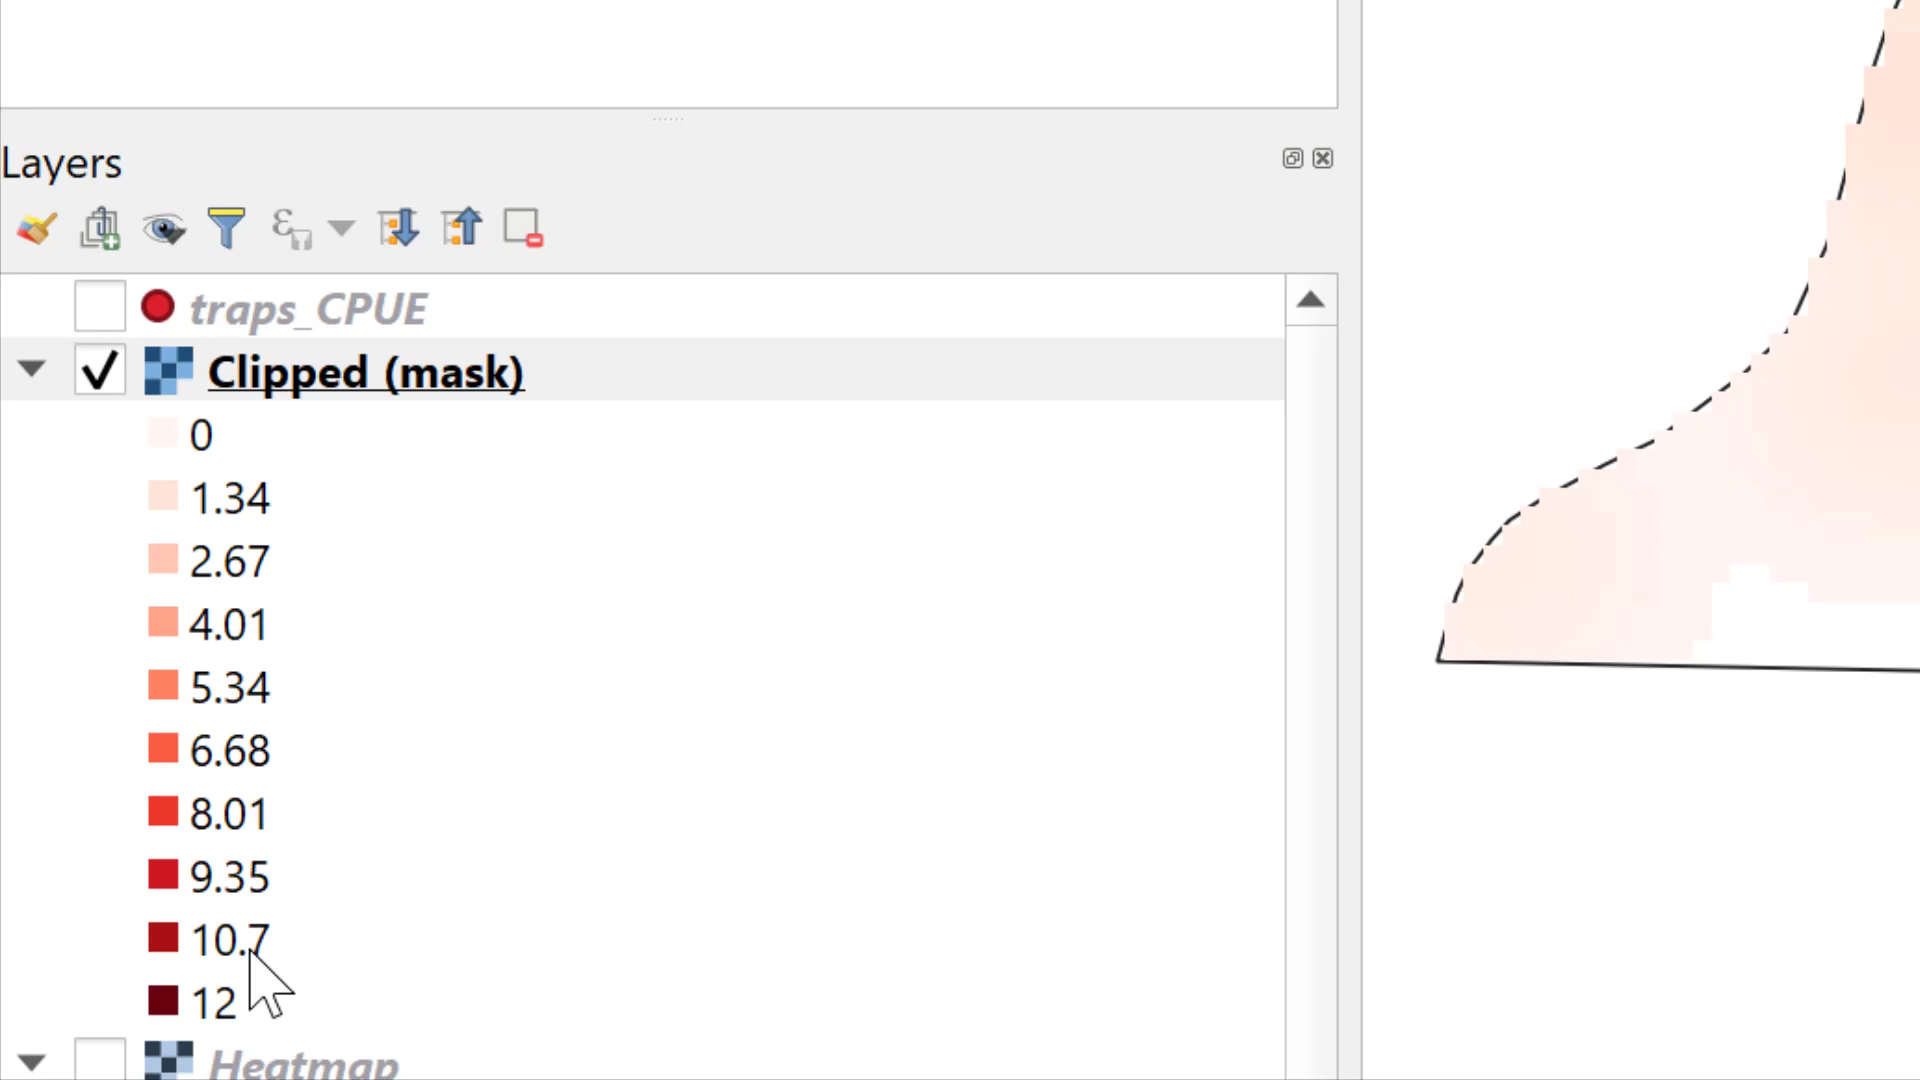 Layers
traps_CPUE
Clipped (mask)
0
1.34
2.67
4.01
5.34
6.68
8.01
9.35
10.7
12
Heatmap